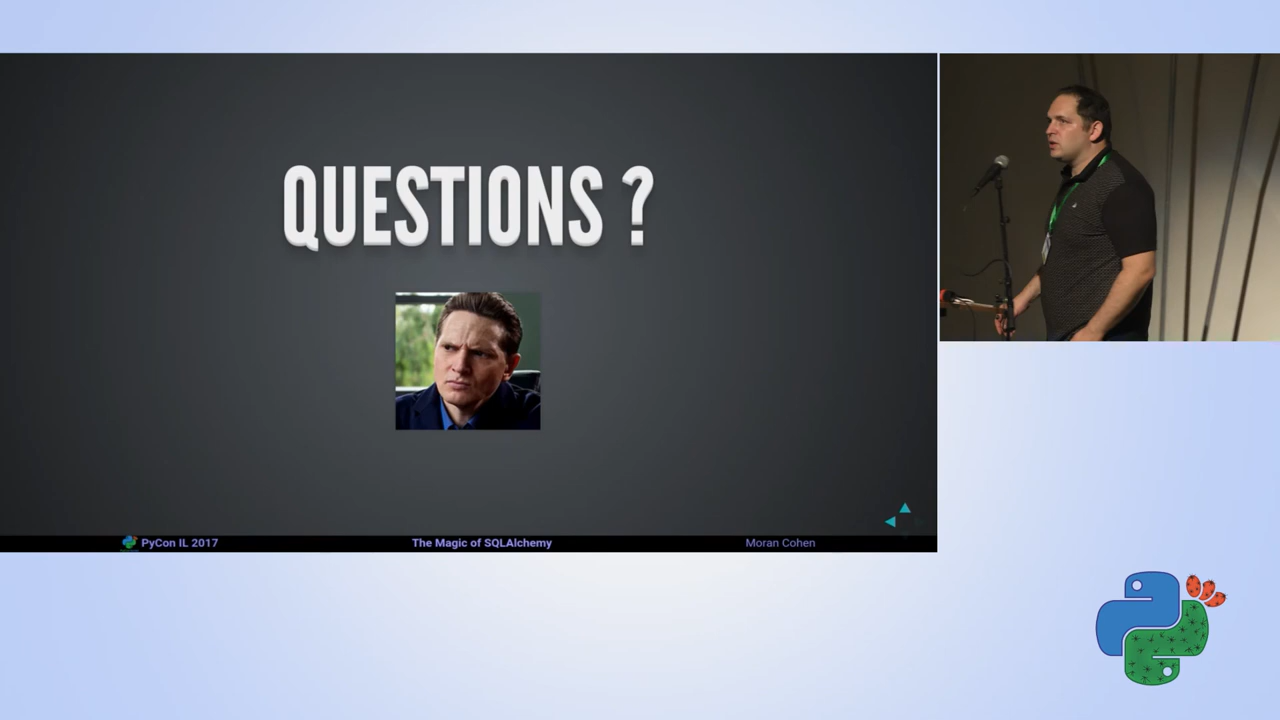 QUESTIONS ?
PyCon IL 2017
The Magic of SQLAlchemy
Moran Cohen